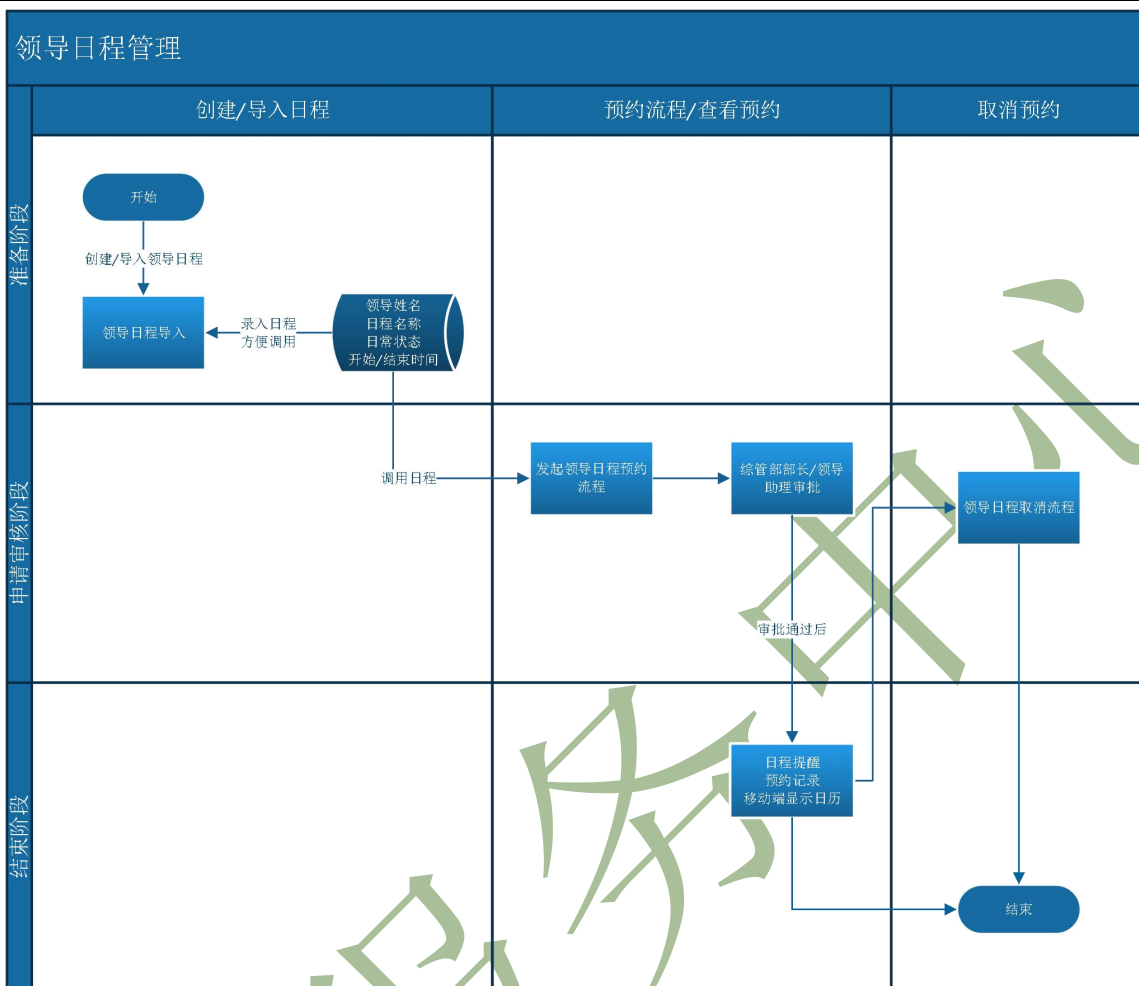 领导日程管理
创建/导入日程
预约流程/查看预约
取消预约
准备阶段
开始
创建/导入领导日程
领导日程导入
录入日程
方便调用
领导姓名
日程名称
日常状态
开始/结束时间
申请审核阶段
调用日程
发起领导日程预约
流程
综管部部长/领导
助理审批
领导日程取消流程
审批通过后
结束阶段
日程提醒
预约记录
移动端显示日历
结束